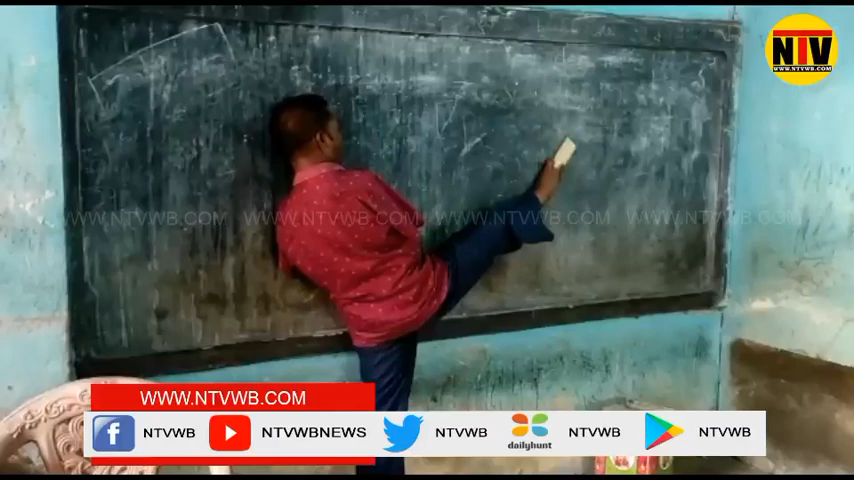 NTV
WWW.NTVWB.COM
WWW.NTVWB.COM WWW.NTVWB.COM WWW.NTVWB.COM WWW.NTVWB.COM
WWW.NTVWB.COM
NTVWB NTVWBNEWS NTVWB dailyhunt NTVWB NTVWB